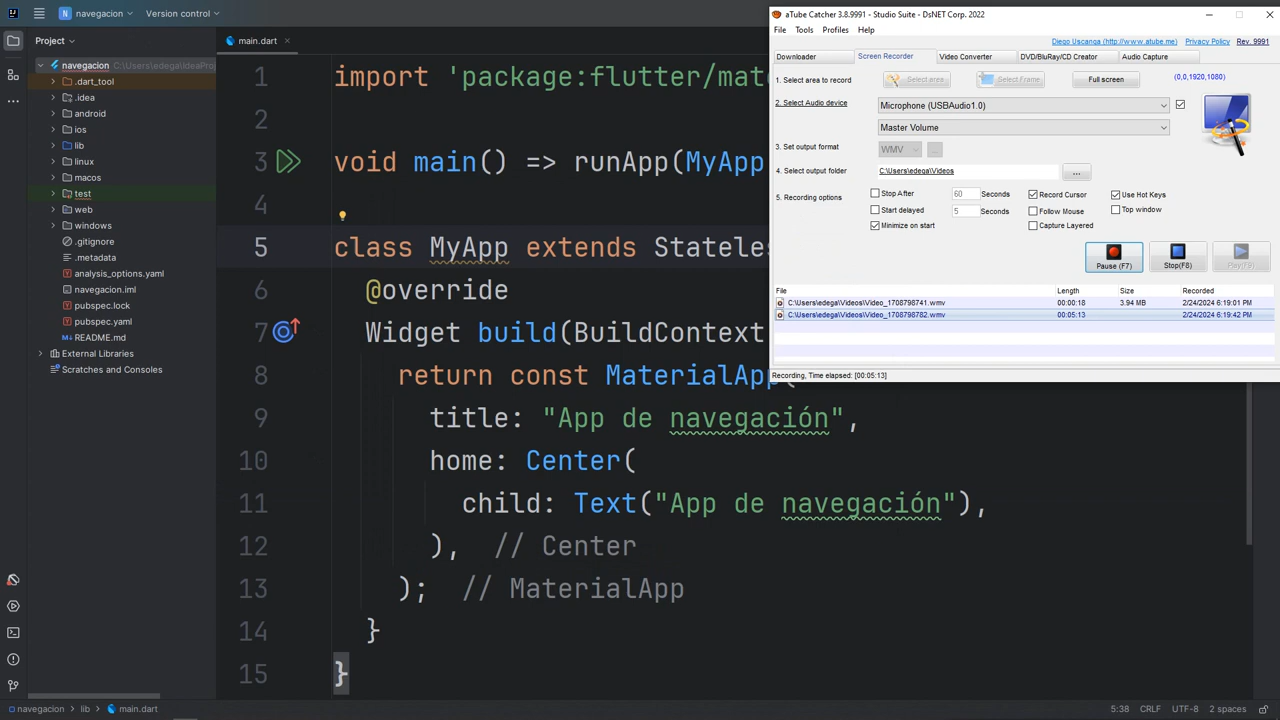 navegacion
Version control
Project
main.dart
navegacion C:\Users\edega\IdeaProj
.dart_tool
.idea
android
ios
lib
linux
macos
test
web
windows
.gitignore
.metadata
analysis_options.yaml
navegacion.iml
pubspec.lock
pubspec.yaml
README.md
External Libraries
Scratches and Consoles
1 import 'package:flutter/mat
2
3 void main() => runApp(MyApp
4
5 class MyApp extends Stateles
6 @override
7 Widget build(BuildContext
8 return const MaterialApp(
9 title: "App de navegación",
10 home: Center(
11 child: Text("App de navegación"),
12 ), // Center
13 ); // MaterialApp
14 }
15 }
aTube Catcher 3.8.9991 - Studio Suite - DsNET Corp. 2022
File Tools Profiles Help
Diego Uscanga (http://www.atube.me) Privacy Policy Rev. 9991
Downloader Screen Recorder Video Converter DVD/BluRay/CD Creator Audio Capture
1. Select area to record Select area Select Frame Full screen (0,0,1920,1080)
2. Select Audio device Microphone (USBAudio1.0)
Master Volume
3. Set output format WMV ...
4. Select output folder C:\Users\edega\Videos ...
5. Recording options Stop After 60 Seconds Record Cursor Use Hot Keys
Start delayed 5 Seconds Follow Mouse Top window
Minimize on start Capture Layered
Pause (F7) Stop(F8) Play(F9)
File Length Size Recorded
C:\Users\edega\Videos\Video_1708798741.wmv 00:00:18 3.94 MB 2/24/2024 6:19:01 PM
C:\Users\edega\Videos\Video_1708798782.wmv 00:05:13 2/24/2024 6:19:42 PM
Recording, Time elapsed: [00:05:13]
navegacion > lib > main.dart
5:38 CRLF UTF-8 2 spaces